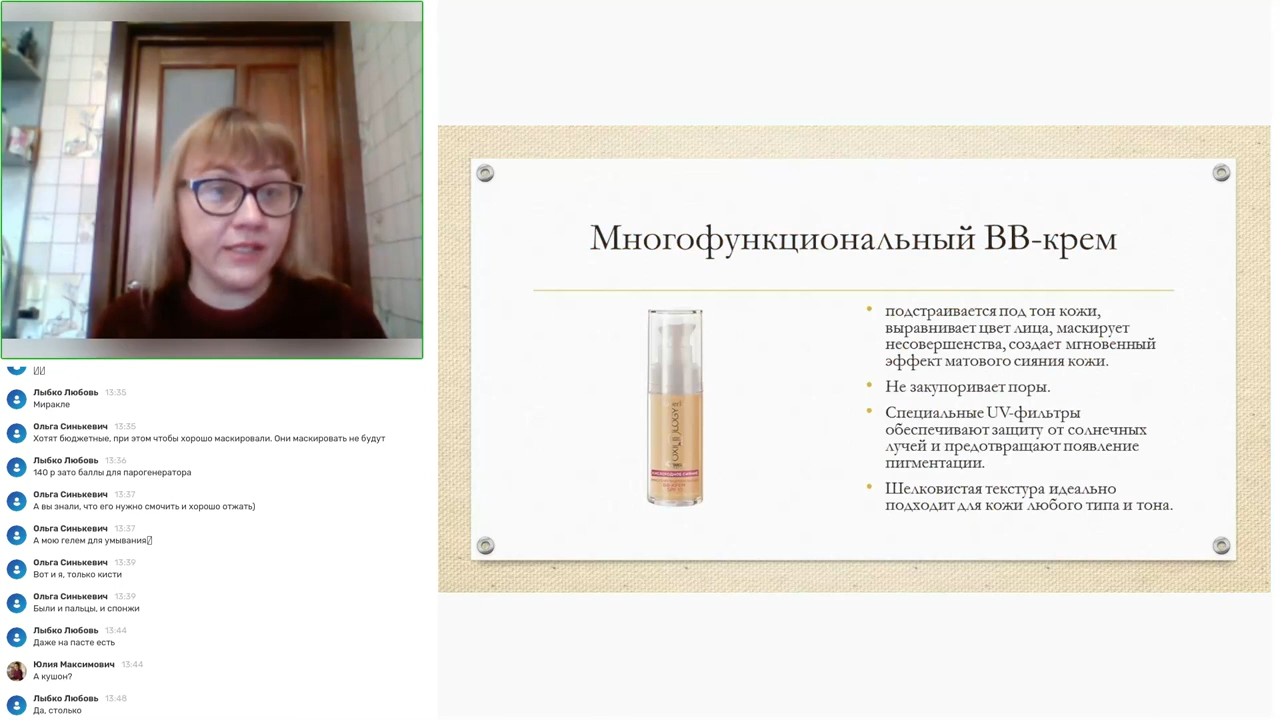 Лыбко Любовь 13:35
Миракле
Ольга Синькевич 13:35
Хотят бюджетные, при этом чтобы хорошо маскировали. Они маскировать не будут
Лыбко Любовь 13:36
140 р зато баллы для парогенератора
Ольга Синькевич 13:37
А вы знали, что его нужно смочить и хорошо отжать)
Ольга Синькевич 13:37
А мою гелем для умывания
Ольга Синькевич 13:39
Вот и я, только кисти
Ольга Синькевич 13:39
Были и пальцы, и спонжи
Лыбко Любовь 13:44
Даже на пасте есть
Юлия Максимович 13:44
А кушон?
Лыбко Любовь 13:48
Да, столько
Многофункциональный ВВ-крем
• подстраивается под тон кожи,
выравнивает цвет лица, маскирует
несовершенства, создает мгновенный
эффект матового сияния кожи.
• Не закупоривает поры.
• Специальные UV-фильтры
обеспечивают защиту от солнечных
лучей и предотвращают появление
пигментации.
• Шелковистая текстура идеально
подходит для кожи любого типа и тона.